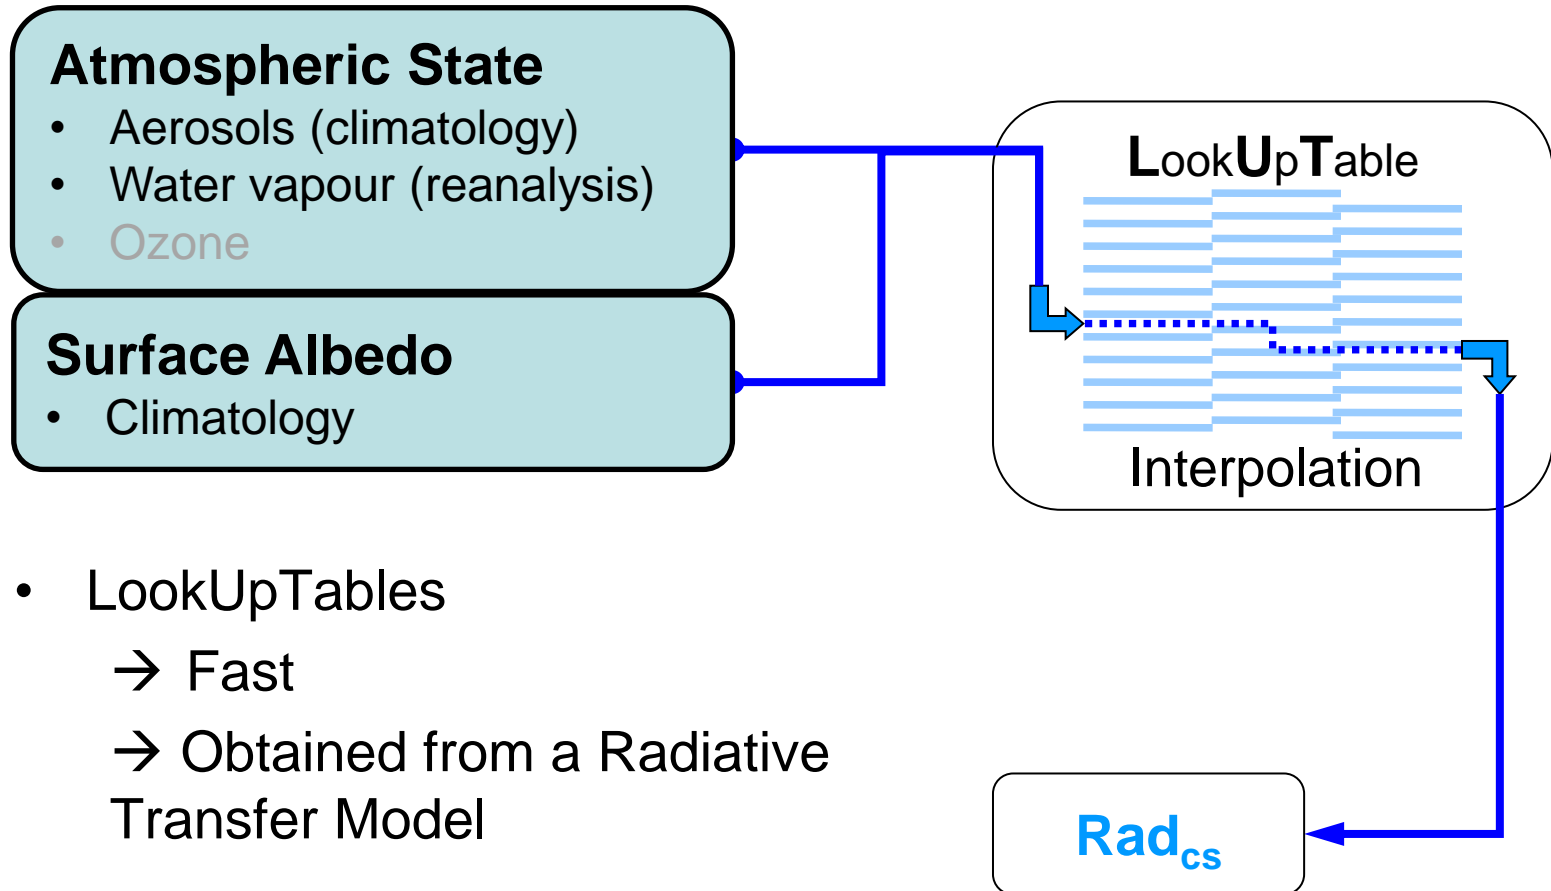 Atmospheric State
• Aerosols (climatology)
• Water vapour (reanalysis)
• Ozone
Surface Albedo
• Climatology
LookUpTable
Interpolation
• LookUpTables
→ Fast
→ Obtained from a Radiative
Transfer Model
Radcs